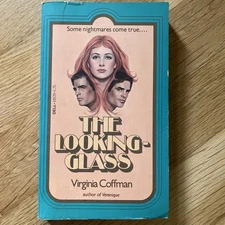 Some nightmares come true....
THE
LOOKING-
GLASS
Virginia Coffman
author of Veronique